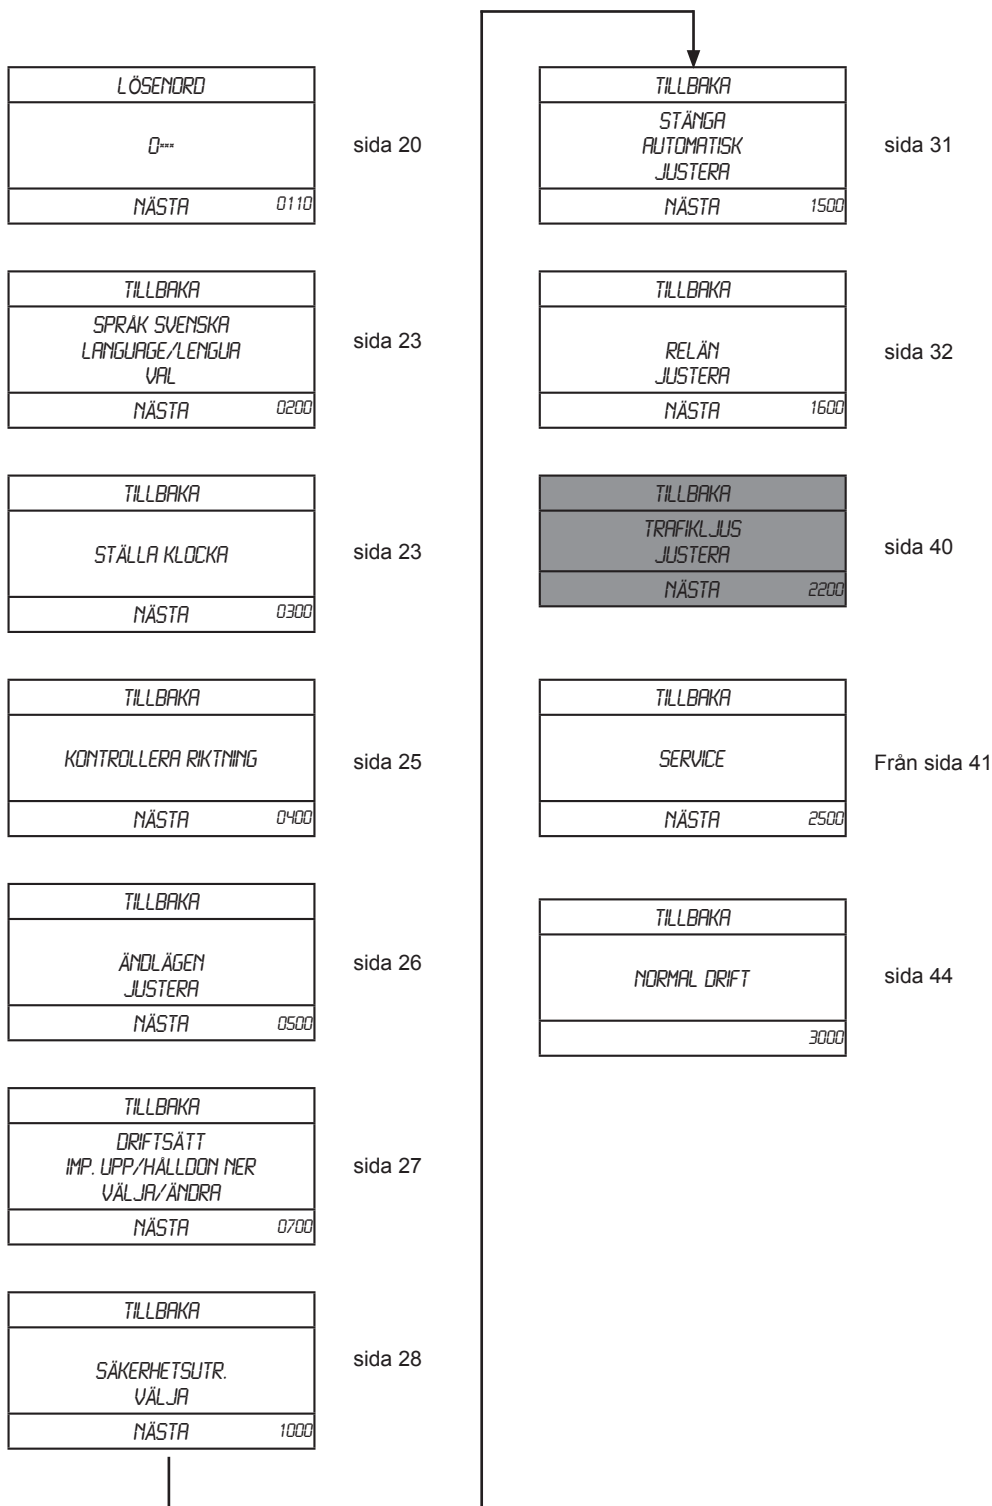 LÖSENORD
0***
sida 20
NÄSTA 0110
TILLBAKA
SPRÅK SVENSKA
LANGUAGE/LENGUA
VAL
sida 23
NÄSTA 0200
TILLBAKA
STÄLLA KLOCKA
sida 23
NÄSTA 0300
TILLBAKA
KONTROLLERA RIKTNING
sida 25
NÄSTA 0400
TILLBAKA
ÄNDLÄGEN
JUSTERA
sida 26
NÄSTA 0500
TILLBAKA
DRIFTSÄTT
IMP. UPP/HÅLLDON NER
VÄLJA/ÄNDRA
sida 27
NÄSTA 0700
TILLBAKA
SÄKERHETSUTR.
VÄLJA
sida 28
NÄSTA 1000
TILLBAKA
STÄNGA
AUTOMATISK
JUSTERA
sida 31
NÄSTA 1500
TILLBAKA
RELÄN
JUSTERA
sida 32
NÄSTA 1600
TILLBAKA
TRAFIKLJUS
JUSTERA
sida 40
NÄSTA 2200
TILLBAKA
SERVICE
Från sida 41
NÄSTA 2500
TILLBAKA
NORMAL DRIFT
sida 44
3000